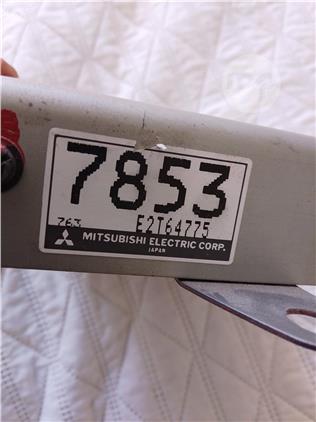 7853
763 E2T64775
MITSUBISHI ELECTRIC CORP.
JAPAN